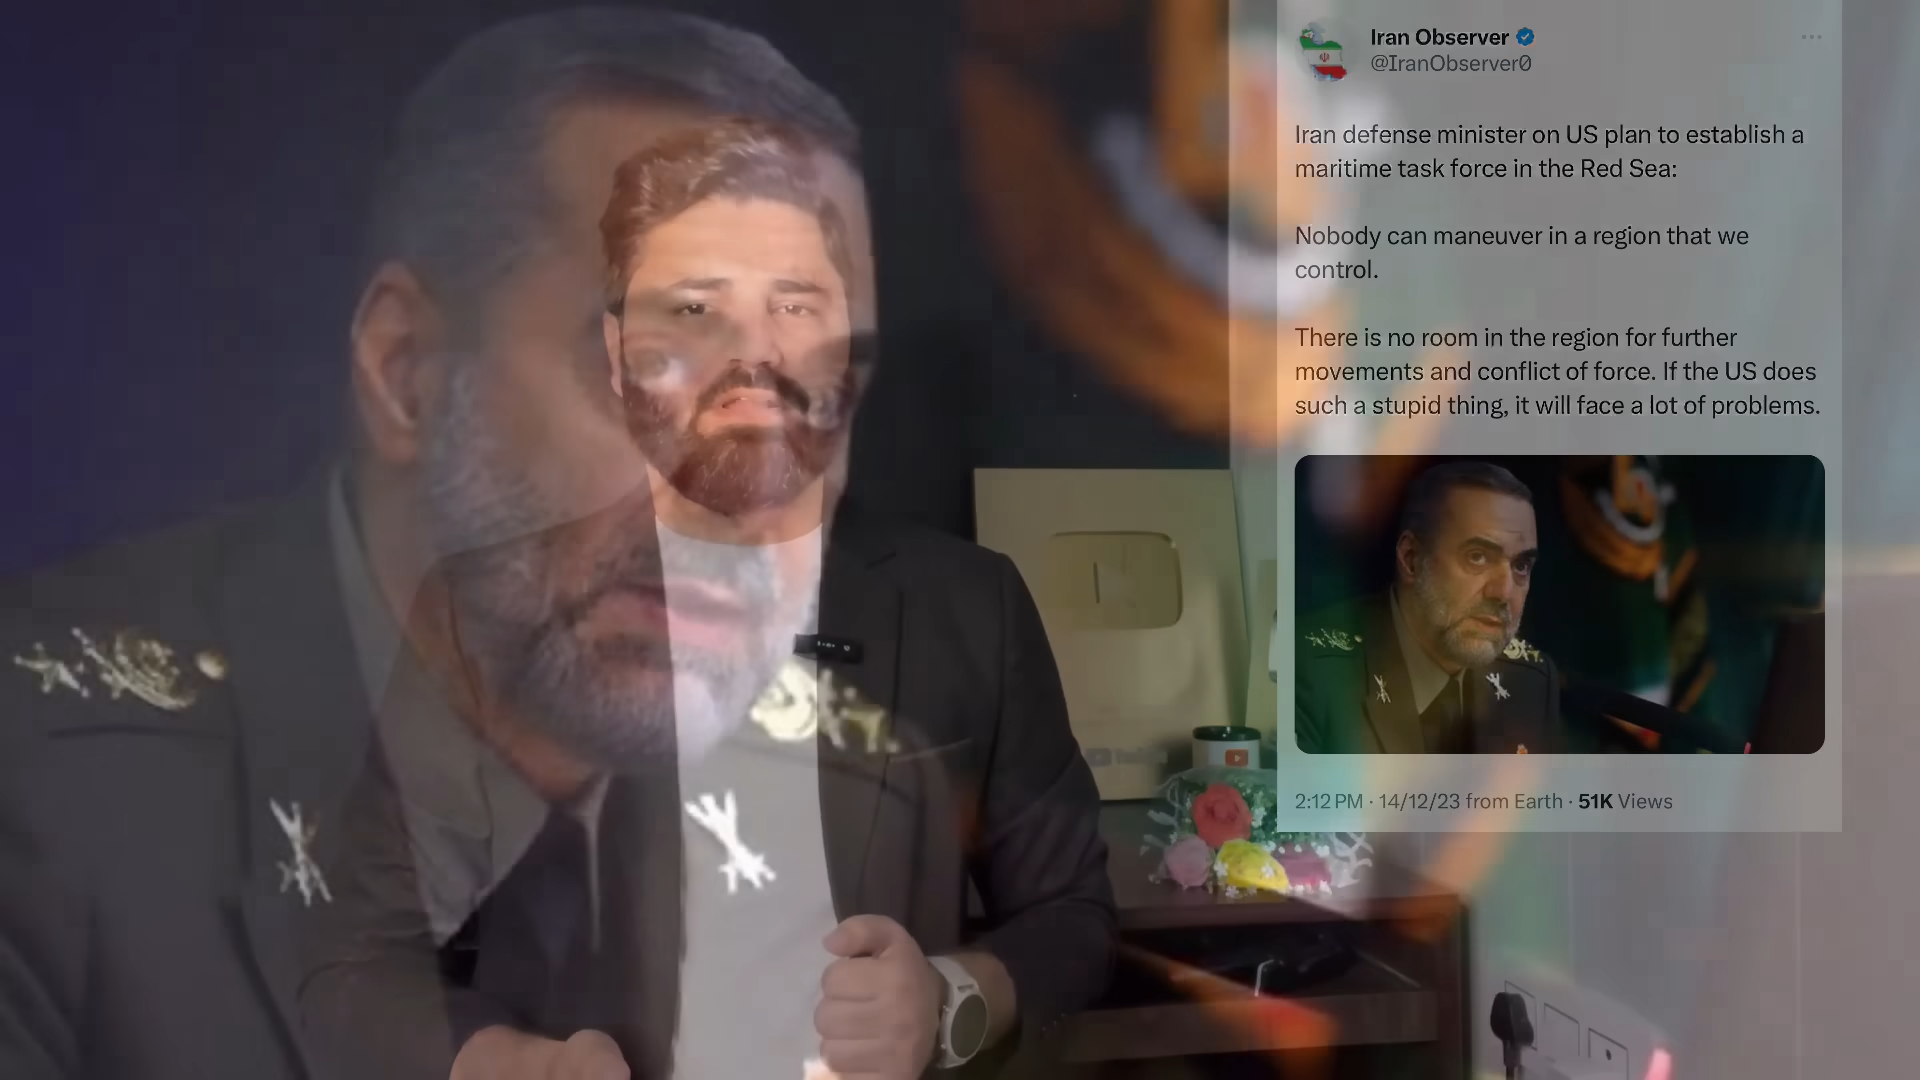 Iran Observer
@IranObserver0
Iran defense minister on US plan to establish a
maritime task force in the Red Sea:
Nobody can maneuver in a region that we
control.
There is no room in the region for further
movements and conflict of force. If the US does
such a stupid thing, it will face a lot of problems.
2:12 PM · 14/12/23 from Earth · 51K Views